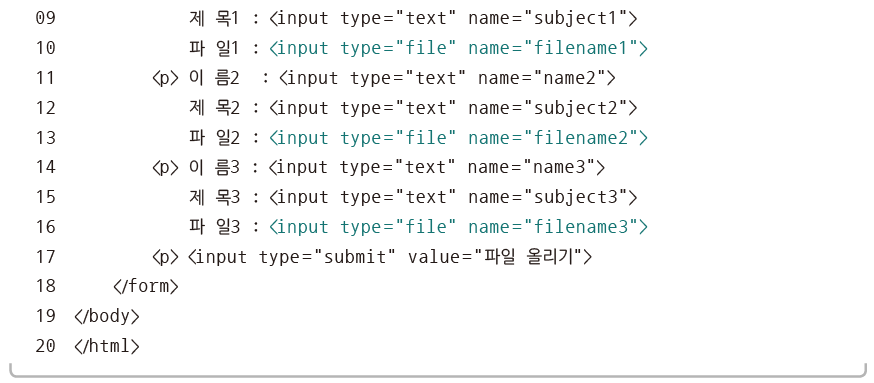 09 제 목1 : <input type="text" name="subject1">
10 파 일1 : <input type="file" name="filename1">
11 <p> 이 름2  : <input type="text" name="name2">
12 제 목2 : <input type="text" name="subject2">
13 파 일2 : <input type="file" name="filename2">
14 <p> 이 름3 : <input type="text" name="name3">
15 제 목3 : <input type="text" name="subject3">
16 파 일3 : <input type="file" name="filename3">
17 <p> <input type="submit" value="파일 올리기">
18 </form>
19 </body>
20 </html>